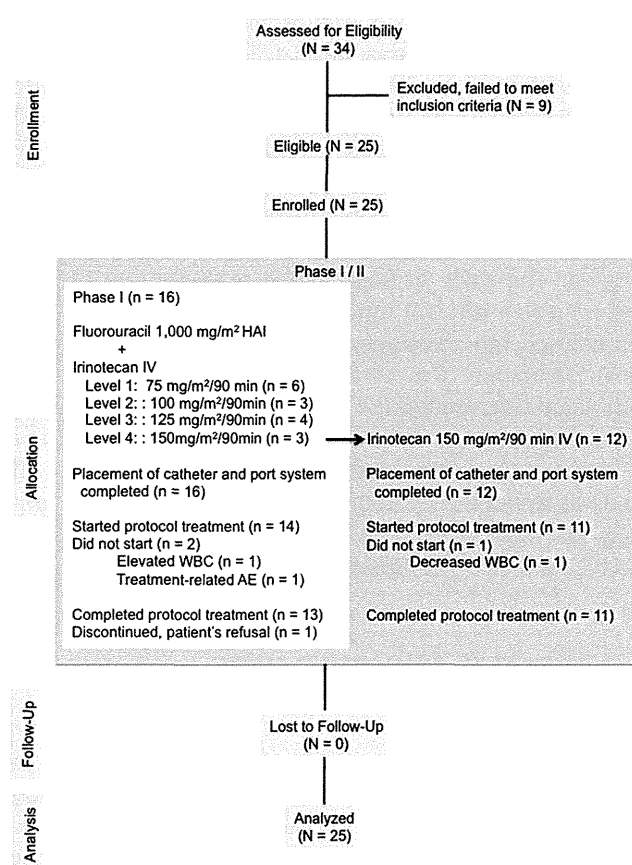 Assessed for Eligibility
(N = 34)
Enrollment
Excluded, failed to meet
inclusion criteria (N = 9)
Eligible (N = 25)
Enrolled (N = 25)
Phase I / II
Allocation
Phase I (n = 16)
Fluorouracil 1,000 mg/m² HAI
+
Irinotecan IV
Level 1: 75 mg/m²/90 min (n = 6)
Level 2: : 100 mg/m²/90min (n = 3)
Level 3: : 125 mg/m²/90min (n = 4)
Level 4: : 150mg/m²/90min (n = 3)
Placement of catheter and port system
completed (n = 16)
Started protocol treatment (n = 14)
Did not start (n = 2)
Elevated WBC (n = 1)
Treatment-related AE (n = 1)
Completed protocol treatment (n = 13)
Discontinued, patient's refusal (n = 1)
Irinotecan 150 mg/m²/90 min IV (n = 12)
Placement of catheter and port system
completed (n = 12)
Started protocol treatment (n = 11)
Did not start (n = 1)
Decreased WBC (n = 1)
Completed protocol treatment (n = 11)
Follow-Up
Lost to Follow-Up
(N = 0)
Analysis
Analyzed
(N = 25)